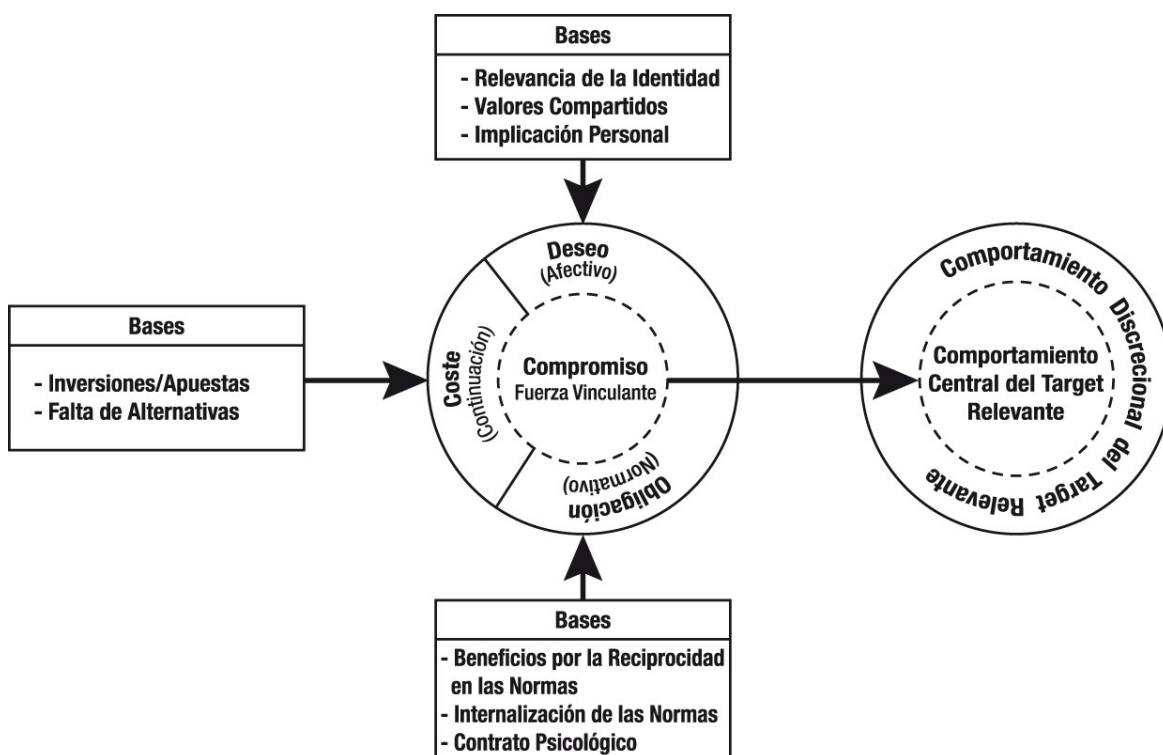 Bases
- Relevancia de la Identidad
- Valores Compartidos
- Implicación Personal
Bases
- Inversiones/Apuestas
- Falta de Alternativas
Deseo
(Afectivo)
Coste
(Continuación)
Compromiso
Fuerza Vinculante
Obligación
(Normativo)
Comportamiento Discrecional del Target Relevante
Comportamiento
Central del Target
Relevante
Bases
- Beneficios por la Reciprocidad
en las Normas
- Internalización de las Normas
- Contrato Psicológico